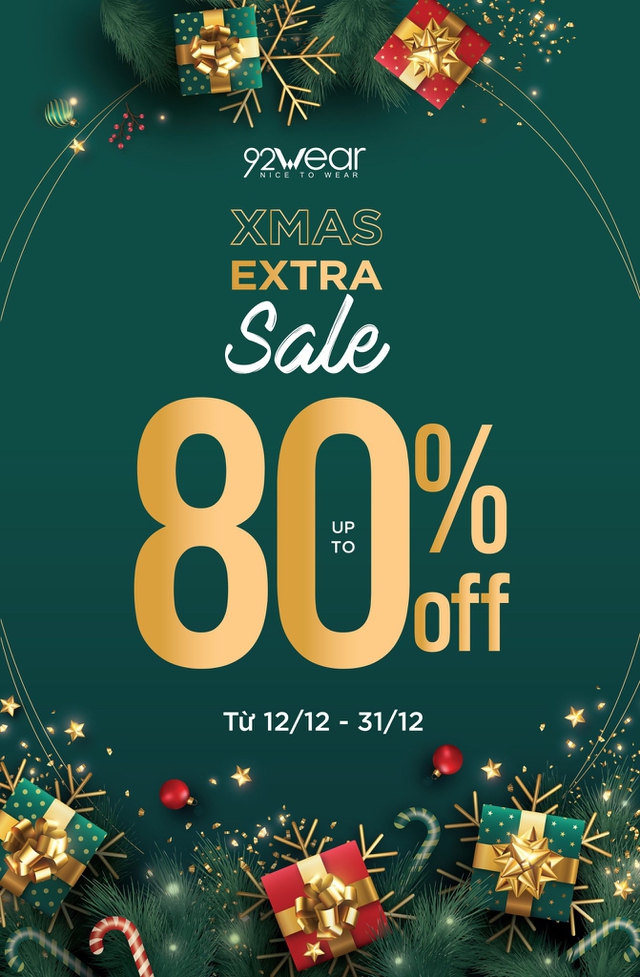 92wear
NICE TO WEAR
XMAS
EXTRA
Sale
80%
UP
TO
off
Từ 12/12 - 31/12